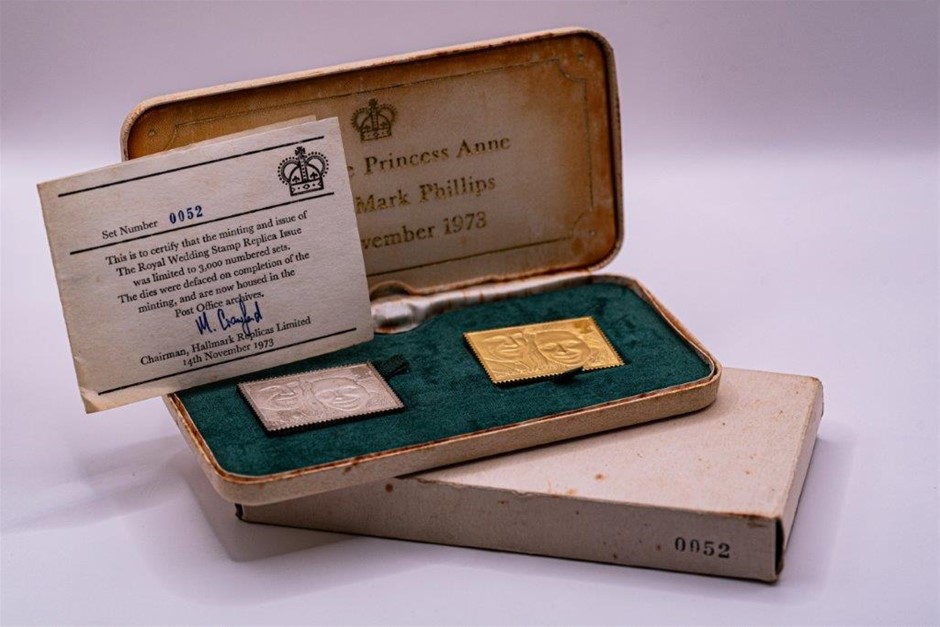 Set Number 0052
This is to certify that the minting and issue of
The Royal Wedding Stamp Replica Issue
was limited to 3,000 numbered sets.
The dies were defaced on completion of the
minting, and are now housed in the
Post Office archives.
M. Crawford
Chairman, Hallmark Replicas Limited
14th November 1973
Princess Anne
Mark Phillips
vember 1973
0052